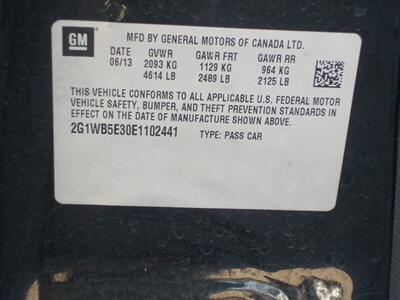 GM
MFD BY GENERAL MOTORS OF CANADA LTD.
DATE GVWR GAWR FRT GAWR RR
06/13 2093 KG 1129 KG 964 KG
4614 LB 2489 LB 2125 LB
THIS VEHICLE CONFORMS TO ALL APPLICABLE U.S. FEDERAL MOTOR
VEHICLE SAFETY, BUMPER, AND THEFT PREVENTION STANDARDS
IN EFFECT ON THE DATE OF MANUFACTURE SHOWN ABOVE.
2G1WB5E30E1102441 TYPE: PASS CAR